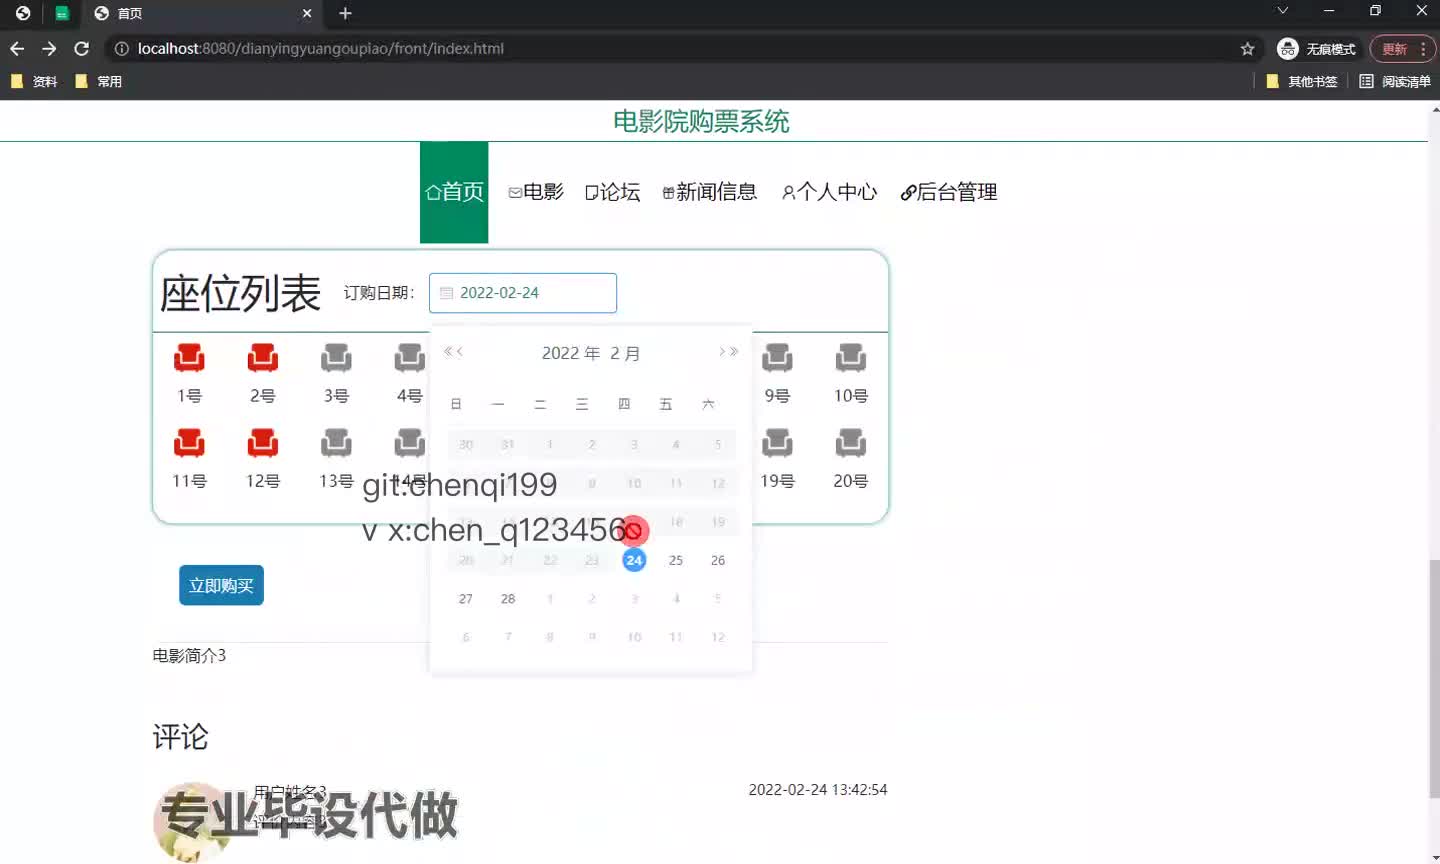 首页
localhost:8080/dianyingyuangoupiao/front/index.html
无痕模式
更新
资料
常用
其他书签
阅读清单
电影院购票系统
首页
电影
论坛
新闻信息
个人中心
后台管理
座位列表
订购日期：
2022-02-24
2022 年 2 月
日 一 二 三 四 五 六
30 31 1 2 3 4 5
9 10 11 12
18 19
20 21 22 23 24 25 26
27 28 1 2 3 4 5
6 7 8 9 10 11 12
1号 2号 3号 4号 9号 10号
11号 12号 13号 14号 19号 20号
git:chenqi199
v x:chen_q123456
立即购买
电影简介3
评论
用户姓名3
2022-02-24 13:42:54
专业毕设代做